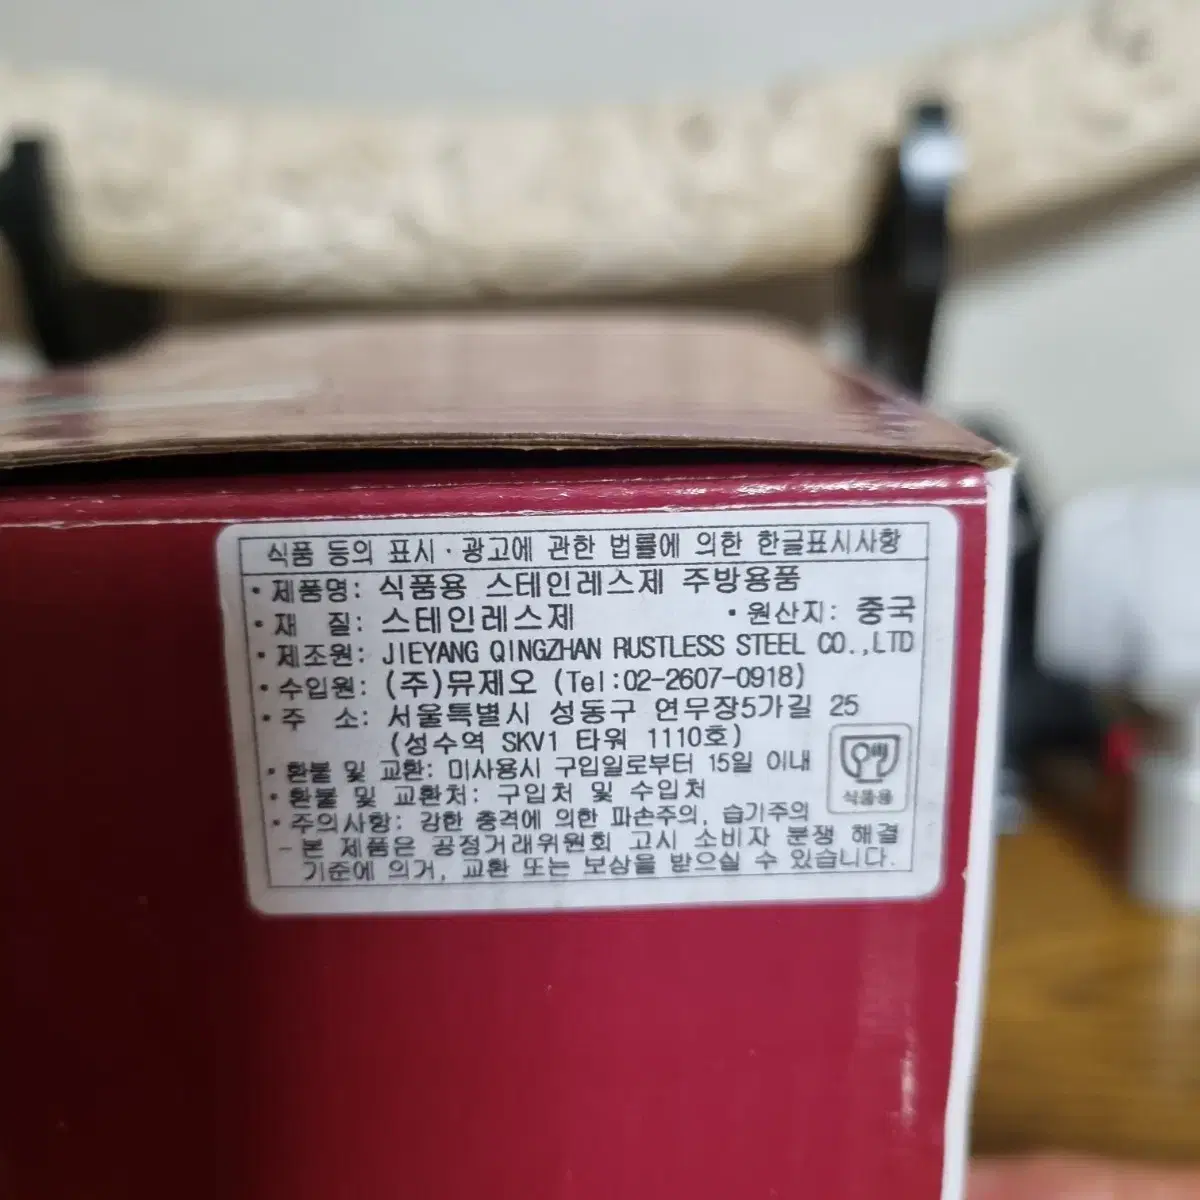 식품 등의 표시·광고에 관한 법률에 의한 한글표시사항
· 제품명: 식품용 스테인레스제 주방용품
· 재 질: 스테인레스제 · 원산지: 중국
· 제조원: JIEYANG QINGZHAN RUSTLESS STEEL CO.,LTD
· 수입원: (주)뮤제오 (Tel:02-2607-0918)
· 주 소: 서울특별시 성동구 연무장5가길 25
(성수역 SKV1 타워 1110호)
· 환불 및 교환: 미사용시 구입일로부터 15일 이내
· 환불 및 교환처: 구입처 및 수입처
· 주의사항: 강한 충격에 의한 파손주의, 습기주의
- 본 제품은 공정거래위원회 고시 소비자 분쟁 해결
기준에 의거, 교환 또는 보상을 받으실 수 있습니다.
식품용